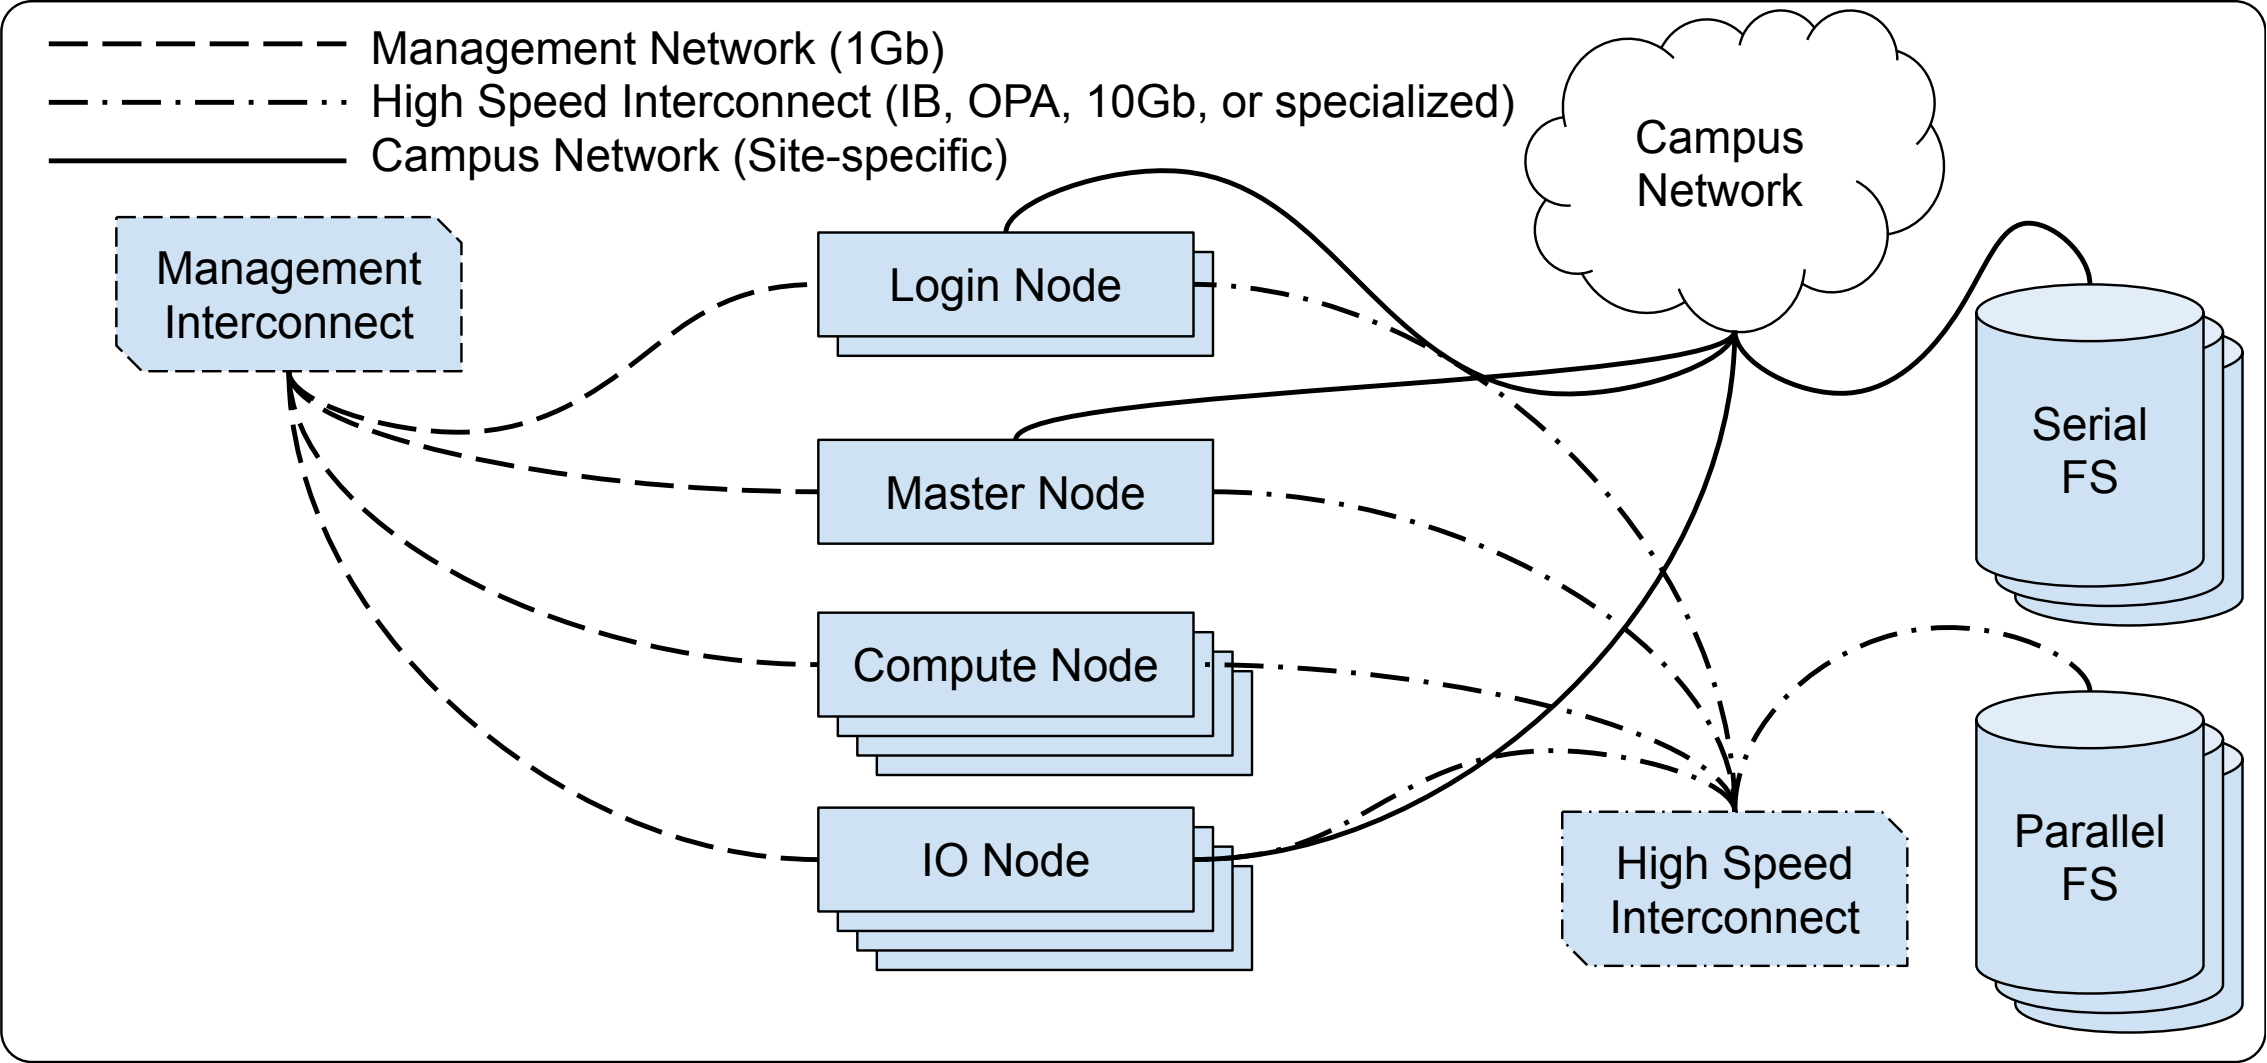 Management Network (1Gb)
High Speed Interconnect (IB, OPA, 10Gb, or specialized)
Campus Network (Site-specific)
Campus
Network
Management
Interconnect
Login Node
Master Node
Compute Node
IO Node
Serial
FS
High Speed
Interconnect
Parallel
FS